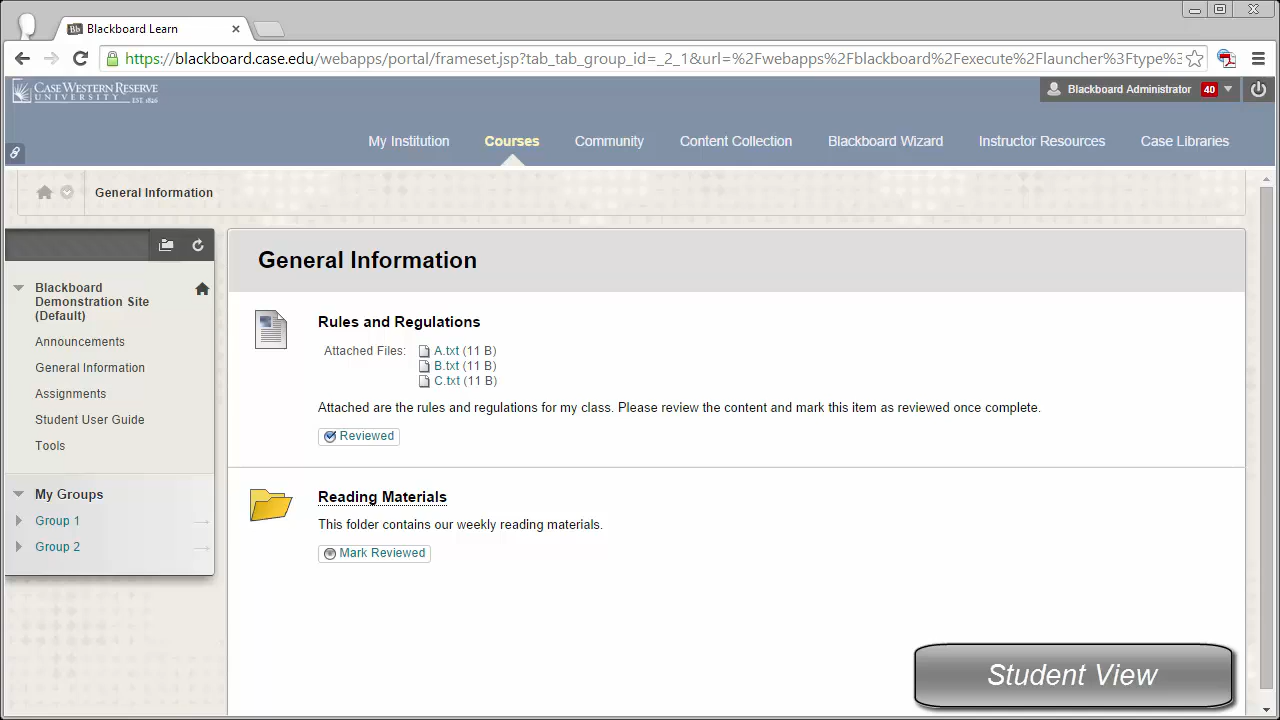 Blackboard Learn
https://blackboard.case.edu/webapps/portal/frameset.jsp?tab_tab_group_id=_2_1&url=%2Fwebapps%2Fblackboard%2Fexecute%2Flauncher%3Ftype%3
CASE WESTERN RESERVE
UNIVERSITY EST. 1826
Blackboard Administrator 40
My Institution Courses Community Content Collection Blackboard Wizard Instructor Resources Case Libraries
General Information
Blackboard
Demonstration Site
(Default)
Announcements
General Information
Assignments
Student User Guide
Tools
My Groups
Group 1
Group 2
General Information
Rules and Regulations
Attached Files: A.txt (11 B)
B.txt (11 B)
C.txt (11 B)
Attached are the rules and regulations for my class. Please review the content and mark this item as reviewed once complete.
Reviewed
Reading Materials
This folder contains our weekly reading materials.
Mark Reviewed
Student View